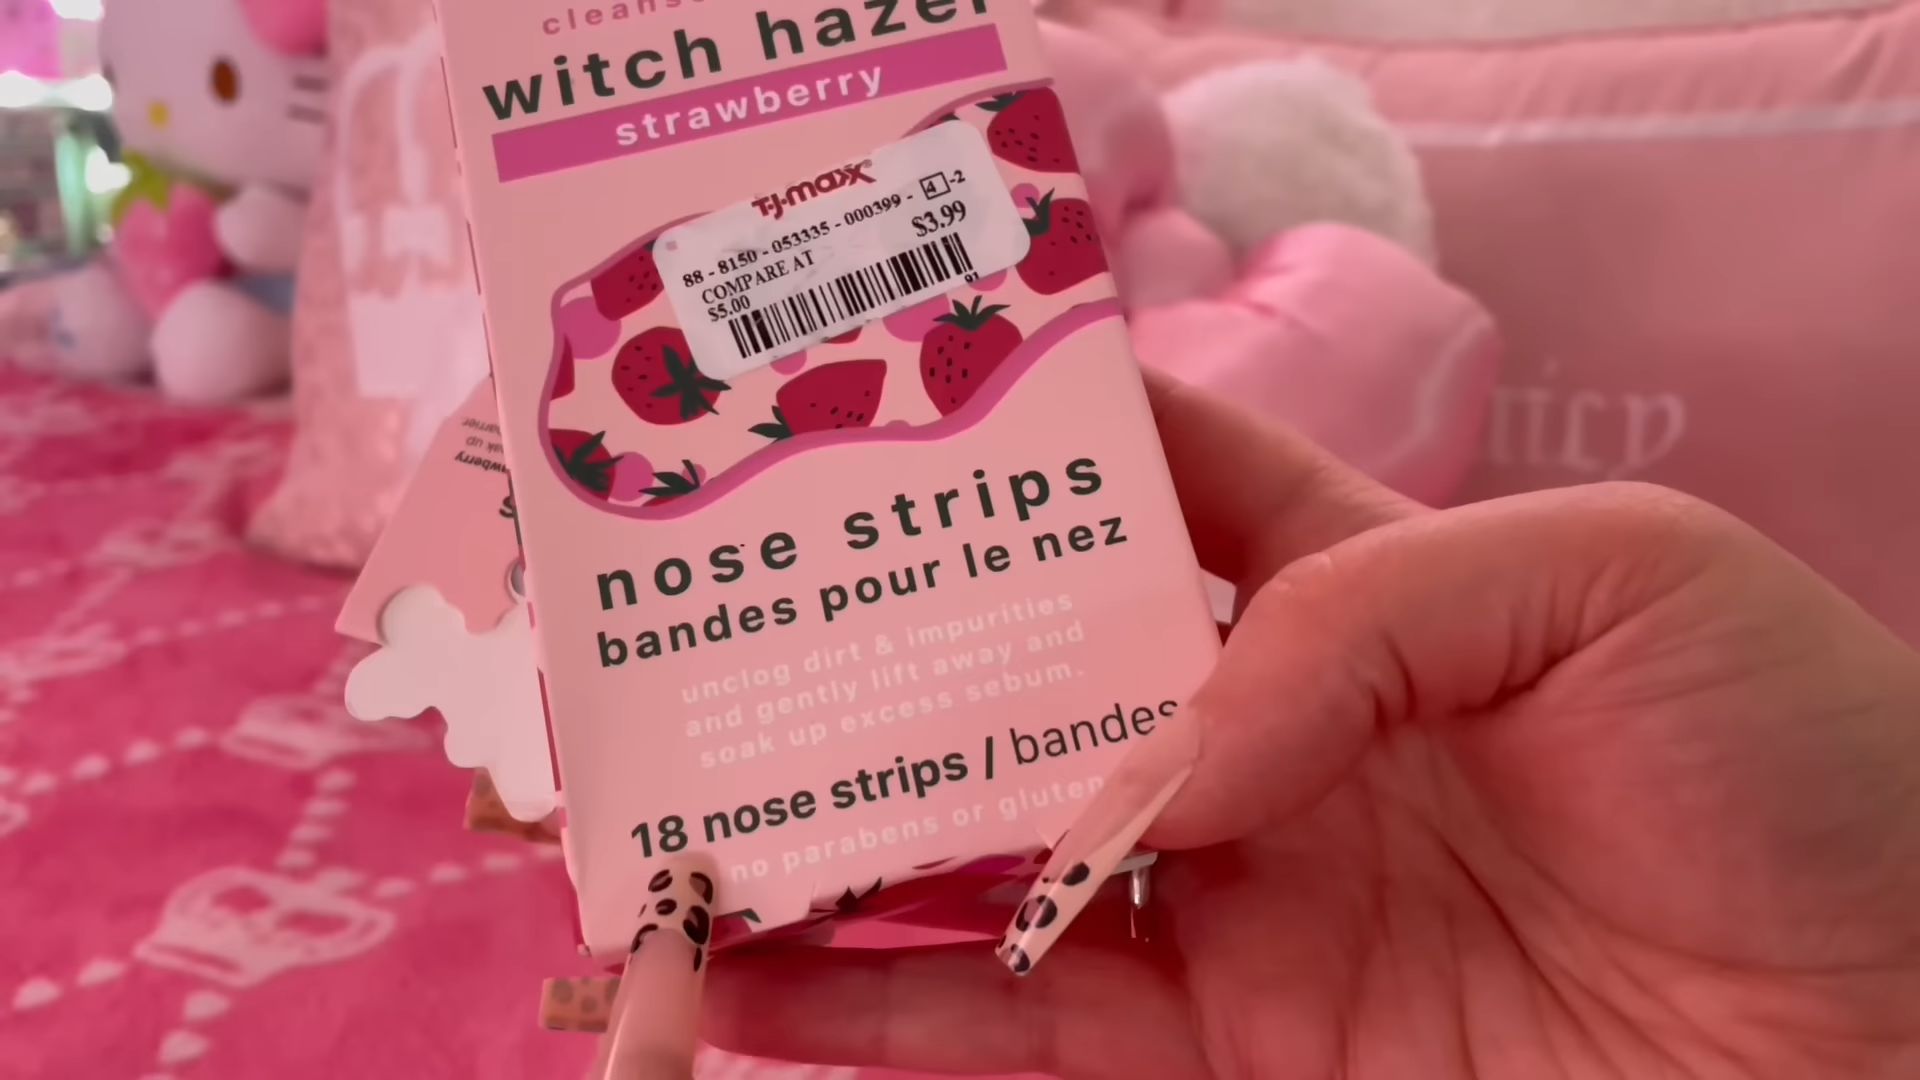 witch hazel
strawberry
T·J·maxx®
88 - 8150 - 053335 - 000399 - 4 -2
$3.99
COMPARE AT
$5.00
91
nose strips
bandes pour le nez
unclog dirt & impurities
and gently lift away and
soak up excess sebum.
18 nose strips / bandes
no parabens or gluten